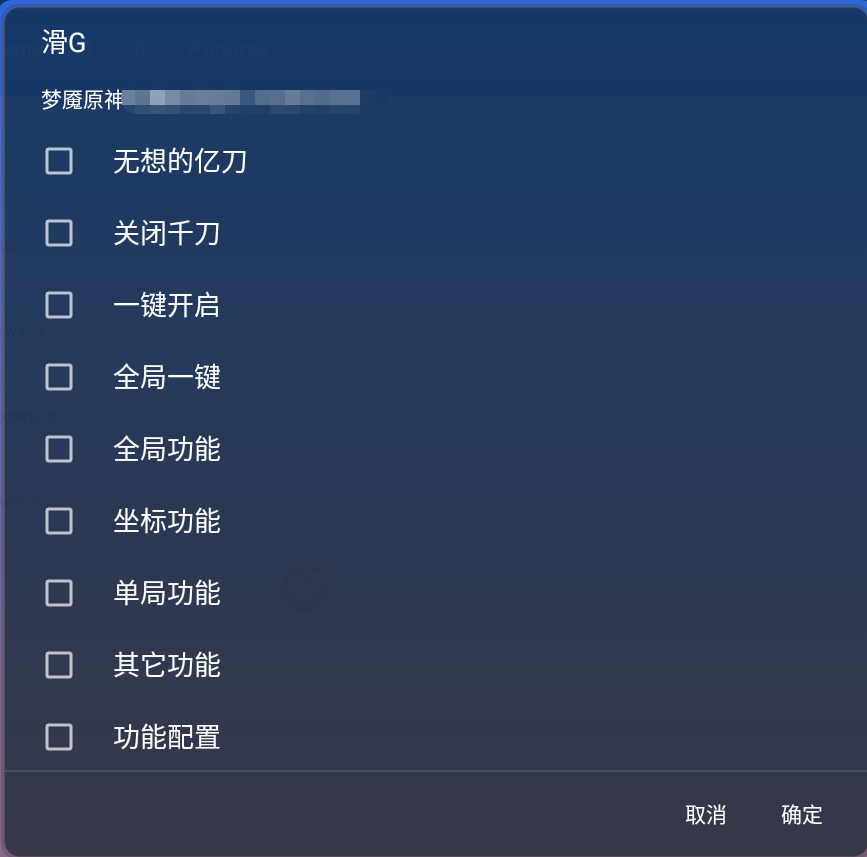 滑G
梦魇原神
无想的亿刀
关闭千刀
一键开启
全局一键
全局功能
坐标功能
单局功能
其它功能
功能配置
取消
确定